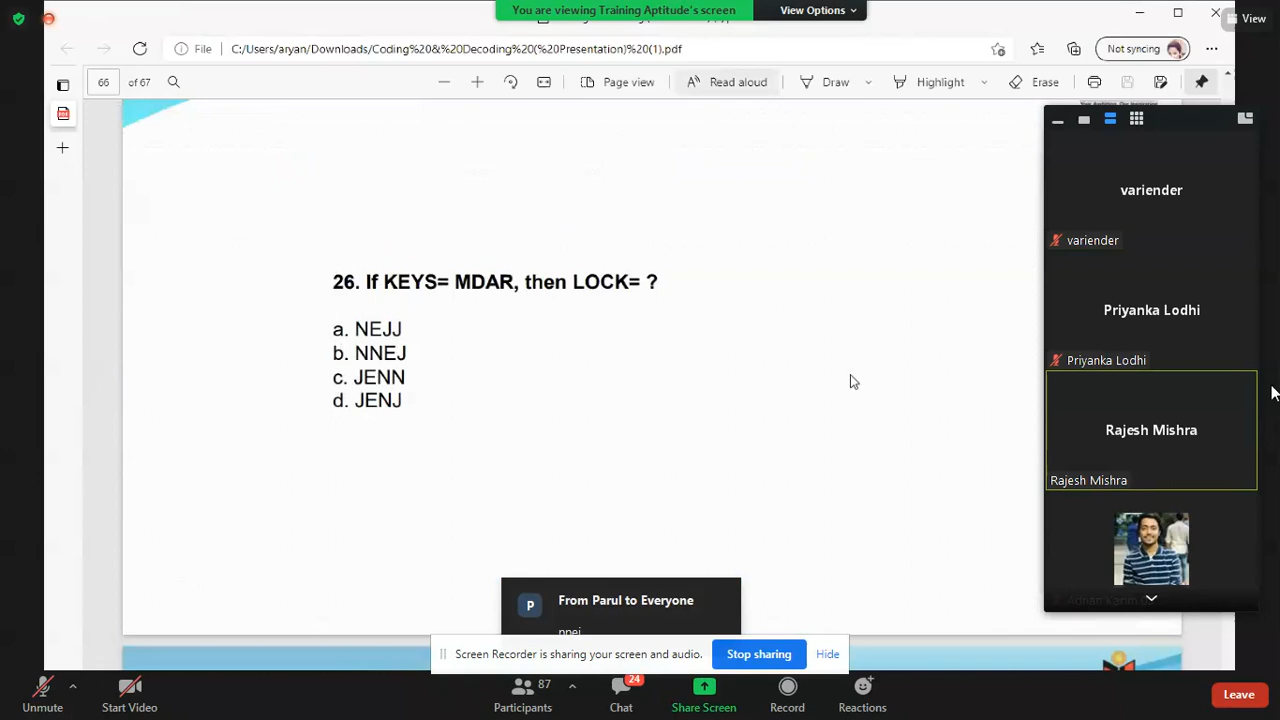 You are viewing Training Aptitude's screen
View Options
View
File
C:/Users/aryan/Downloads/Coding%20&%20Decoding%20(%20Presentation)%20(1).pdf
Not syncing
66 of 67
Page view
Read aloud
Draw
Highlight
Erase
26. If KEYS= MDAR, then LOCK= ?
a. NEJJ
b. NNEJ
c. JENN
d. JENJ
variender
variender
Priyanka Lodhi
Priyanka Lodhi
Rajesh Mishra
Rajesh Mishra
P
From Parul to Everyone
nnej
Screen Recorder is sharing your screen and audio.
Stop sharing
Hide
Unmute
Start Video
87
Participants
24
Chat
Share Screen
Record
Reactions
Leave